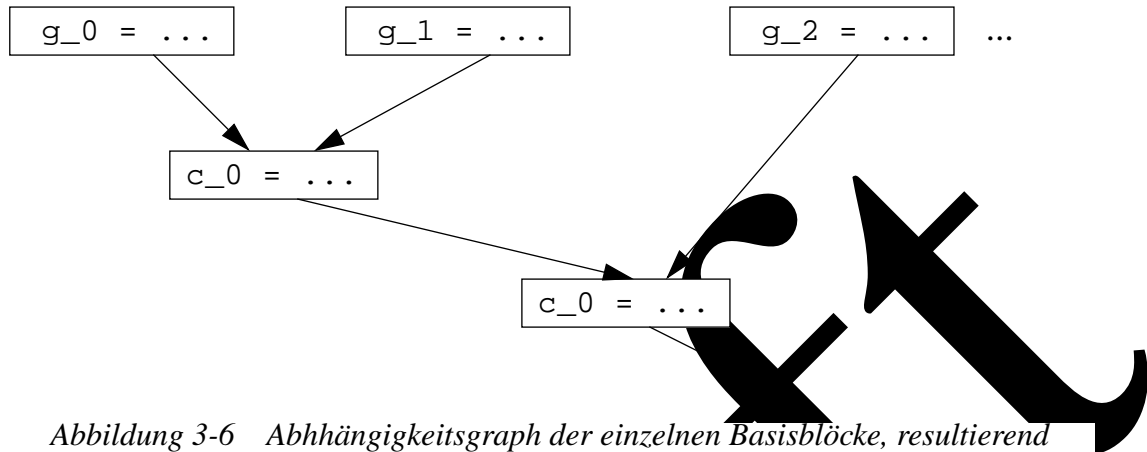 g_0 = ... g_1 = ... g_2 = ... ...
c_0 = ...
c_0 = ...
Abbildung 3-6 Abhhängigkeitsgraph der einzelnen Basisblöcke, resultierend